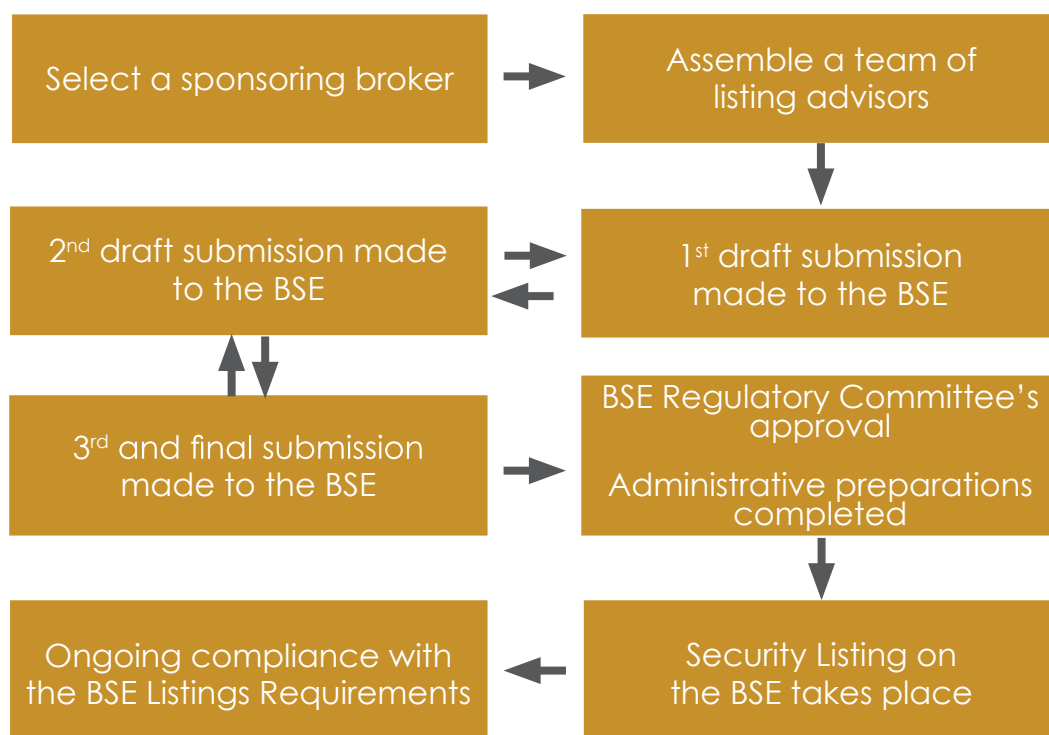 Select a sponsoring broker
Assemble a team of
listing advisors
1st draft submission
made to the BSE
2nd draft submission made
to the BSE
3rd and final submission
made to the BSE
BSE Regulatory Committee’s
approval
Administrative preparations
completed
Security Listing on
the BSE takes place
Ongoing compliance with
the BSE Listings Requirements